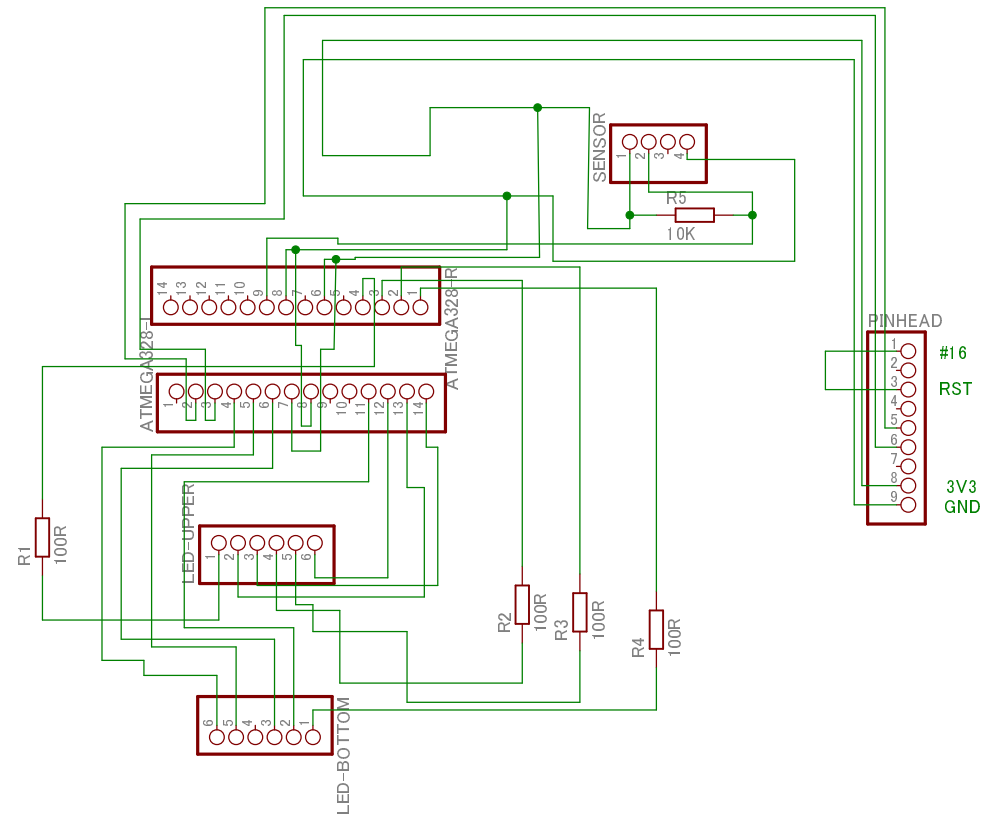 SENSOR
1 2 3 4
R5
10K
14 13 12 11 10 9 8 7 6 5 4 3 2 1
ATMEGA328-R
ATMEGA328-L
1 2 3 4 5 6 7 8 9 10 11 12 13 14
PINHEAD
1
#16
2
3
RST
4
5
6
7
8
3V3
9
GND
LED-UPPER
1 2 3 4 5 6
R1
100R
R2
100R
R3
100R
R4
100R
6 5 4 3 2 1
LED-BOTTOM